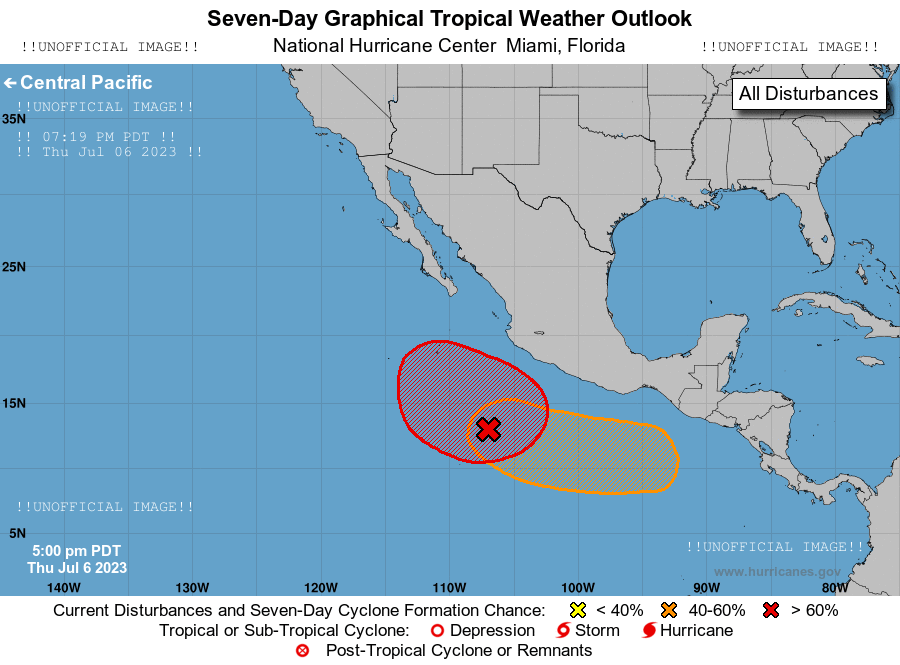 Seven-Day Graphical Tropical Weather Outlook
!!UNOFFICIAL IMAGE!! National Hurricane Center Miami, Florida !!UNOFFICIAL IMAGE!!
Central Pacific
All Disturbances
!!UNOFFICIAL IMAGE!!
35N
!! 07:19 PM PDT !!
!! Thu Jul 06 2023 !!
25N
15N
!!UNOFFICIAL IMAGE!!
5N
!!UNOFFICIAL IMAGE!!
5:00 pm PDT
Thu Jul 6 2023
www.hurricanes.gov
140W 130W 120W 110W 100W 90W 80W
Current Disturbances and Seven-Day Cyclone Formation Chance: < 40% 40-60% > 60%
Tropical or Sub-Tropical Cyclone: Depression Storm Hurricane
Post-Tropical Cyclone or Remnants